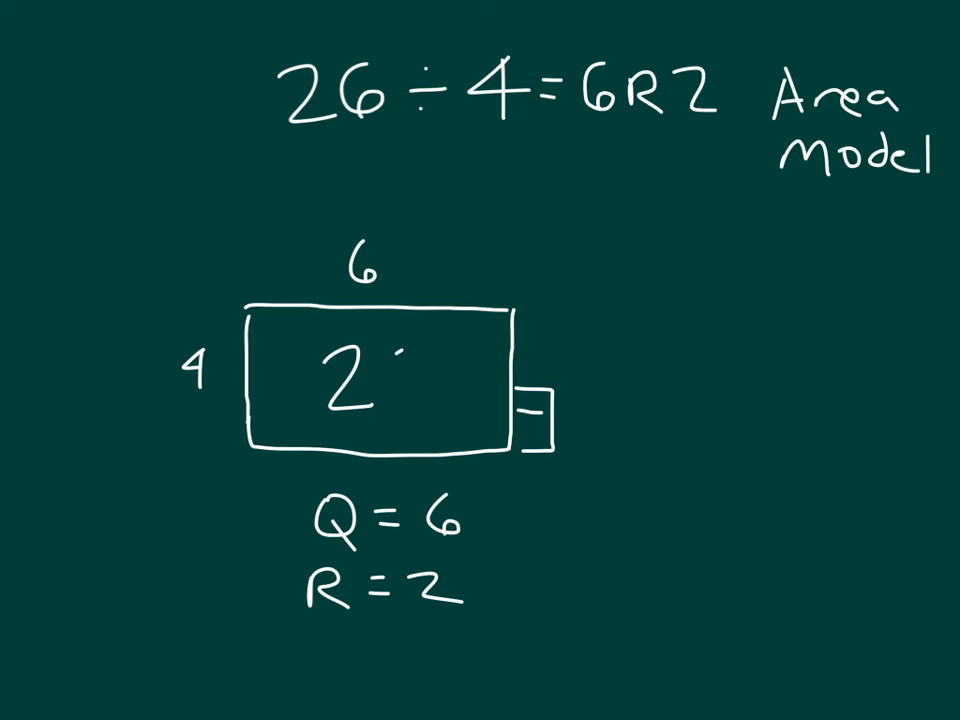 26 ÷ 4 = 6R2
Area
Model
6
4
2
Q = 6
R = 2